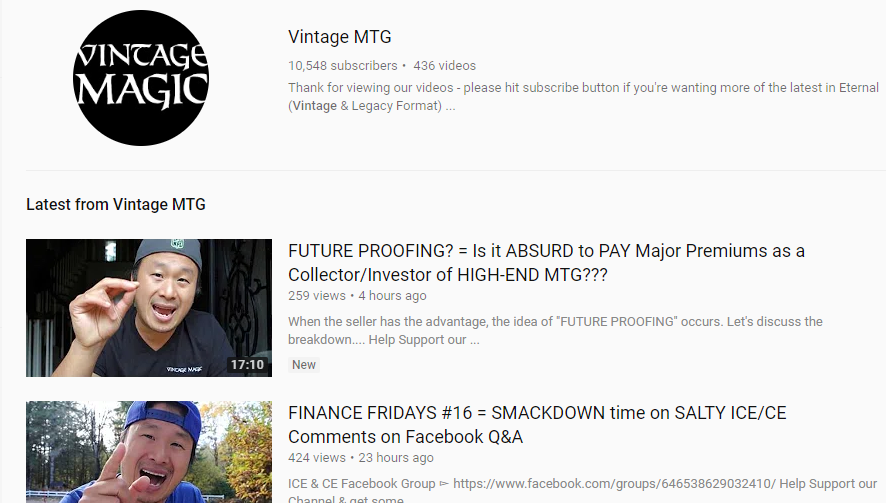 VINTAGE
MAGIC
Vintage MTG
10,548 subscribers • 436 videos
Thank for viewing our videos - please hit subscribe button if you're wanting more of the latest in Eternal
(Vintage & Legacy Format) ...
Latest from Vintage MTG
FUTURE PROOFING? = Is it ABSURD to PAY Major Premiums as a
Collector/Investor of HIGH-END MTG???
259 views • 4 hours ago
When the seller has the advantage, the idea of "FUTURE PROOFING" occurs. Let's discuss the
breakdown.... Help Support our ...
VINTAGE MAGIC
17:10
New
FINANCE FRIDAYS #16 = SMACKDOWN time on SALTY ICE/CE
Comments on Facebook Q&A
424 views • 23 hours ago
ICE & CE Facebook Group ► https://www.facebook.com/groups/646538629032410/ Help Support our
Channel & get some